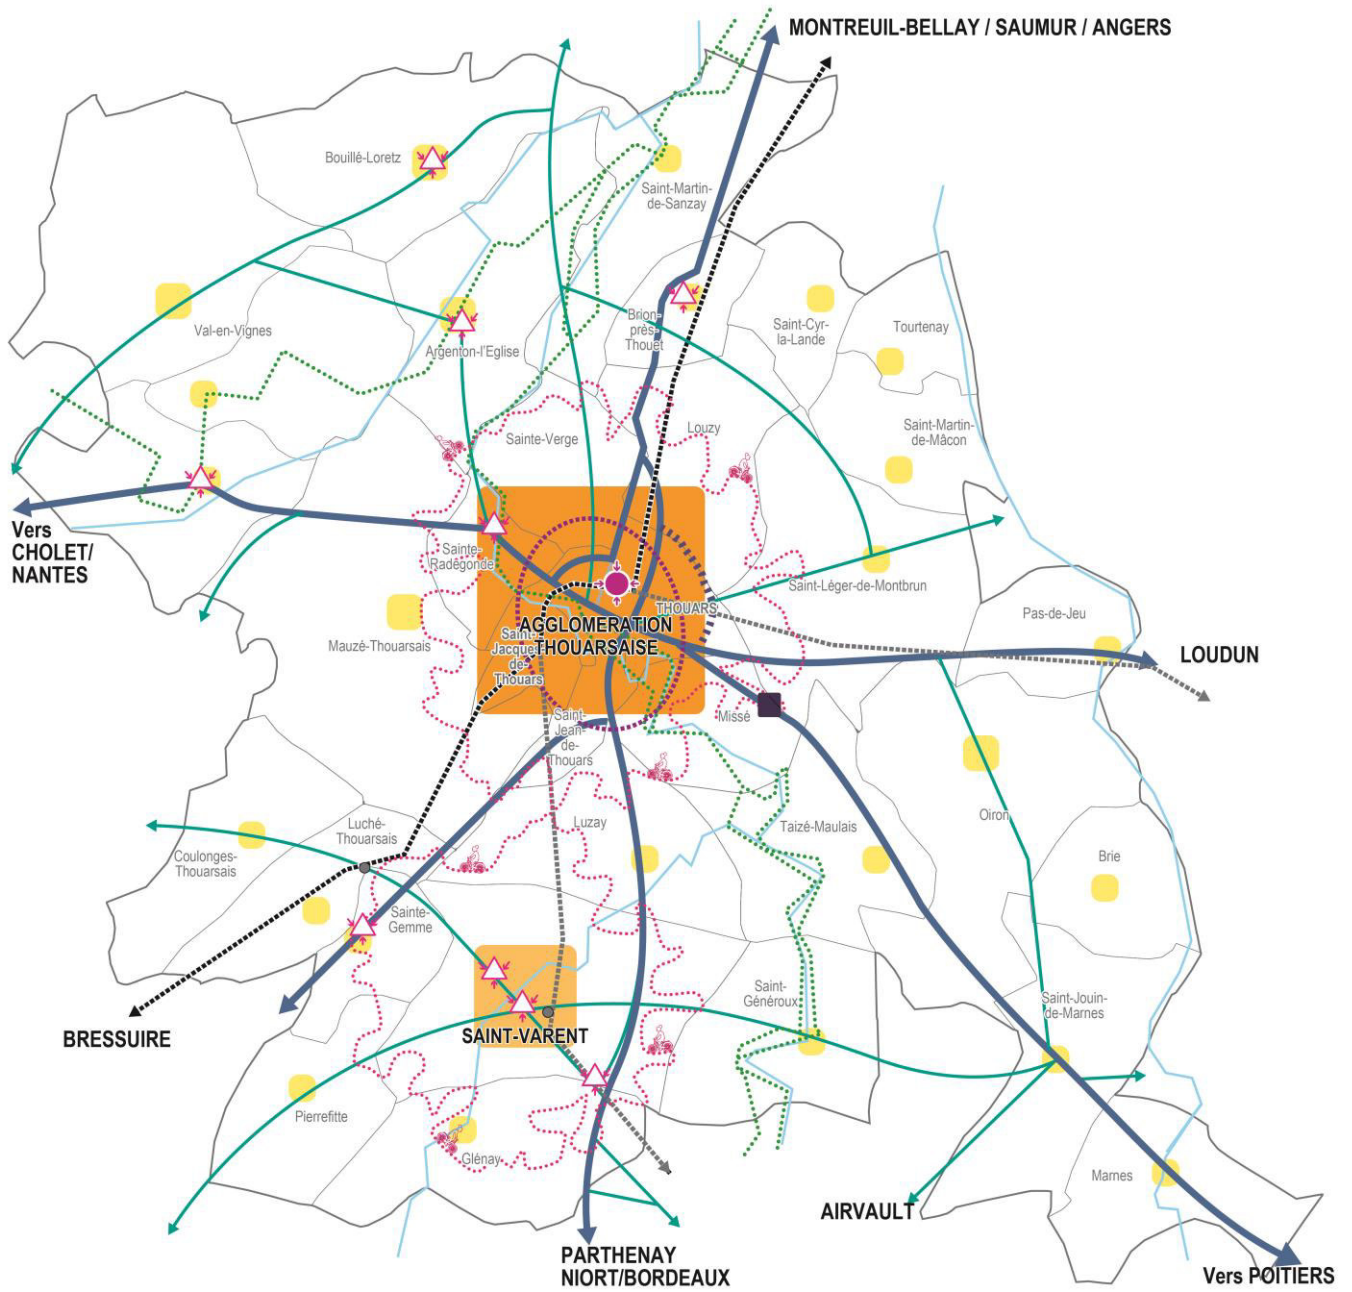 MONTREUIL-BELLAY / SAUMUR / ANGERS
Bouillé-Loretz
Saint-Martin-
de-Sanzay
Val-en-Vignes
Argenton-l'Eglise
Brion-
près-
Thouet
Saint-Cyr-
la-Lande
Tourtenay
Saint-Martin-
de-Mâcon
Sainte-Verge
Louzy
Vers
CHOLET/
NANTES
Sainte-
Radégonde
Saint-Léger-de-Montbrun
THOUARS
Pas-de-Jeu
AGGLOMERATION
THOUARSAISE
Saint-
Jacques-
de-
Thouars
Mauzé-Thouarsais
LOUDUN
Missé
Saint-
Jean-
de-
Thouars
Luché-
Thouarsais
Luzay
Taizé-Maulais
Oiron
Coulonges-
Thouarsais
Brie
Sainte-
Gemme
Saint-
Généroux
Saint-Jouin-
de-Marnes
BRESSUIRE
SAINT-VARENT
Pierrefitte
Glénay
Marnes
AIRVAULT
PARTHENAY
NIORT/BORDEAUX
Vers POITIERS